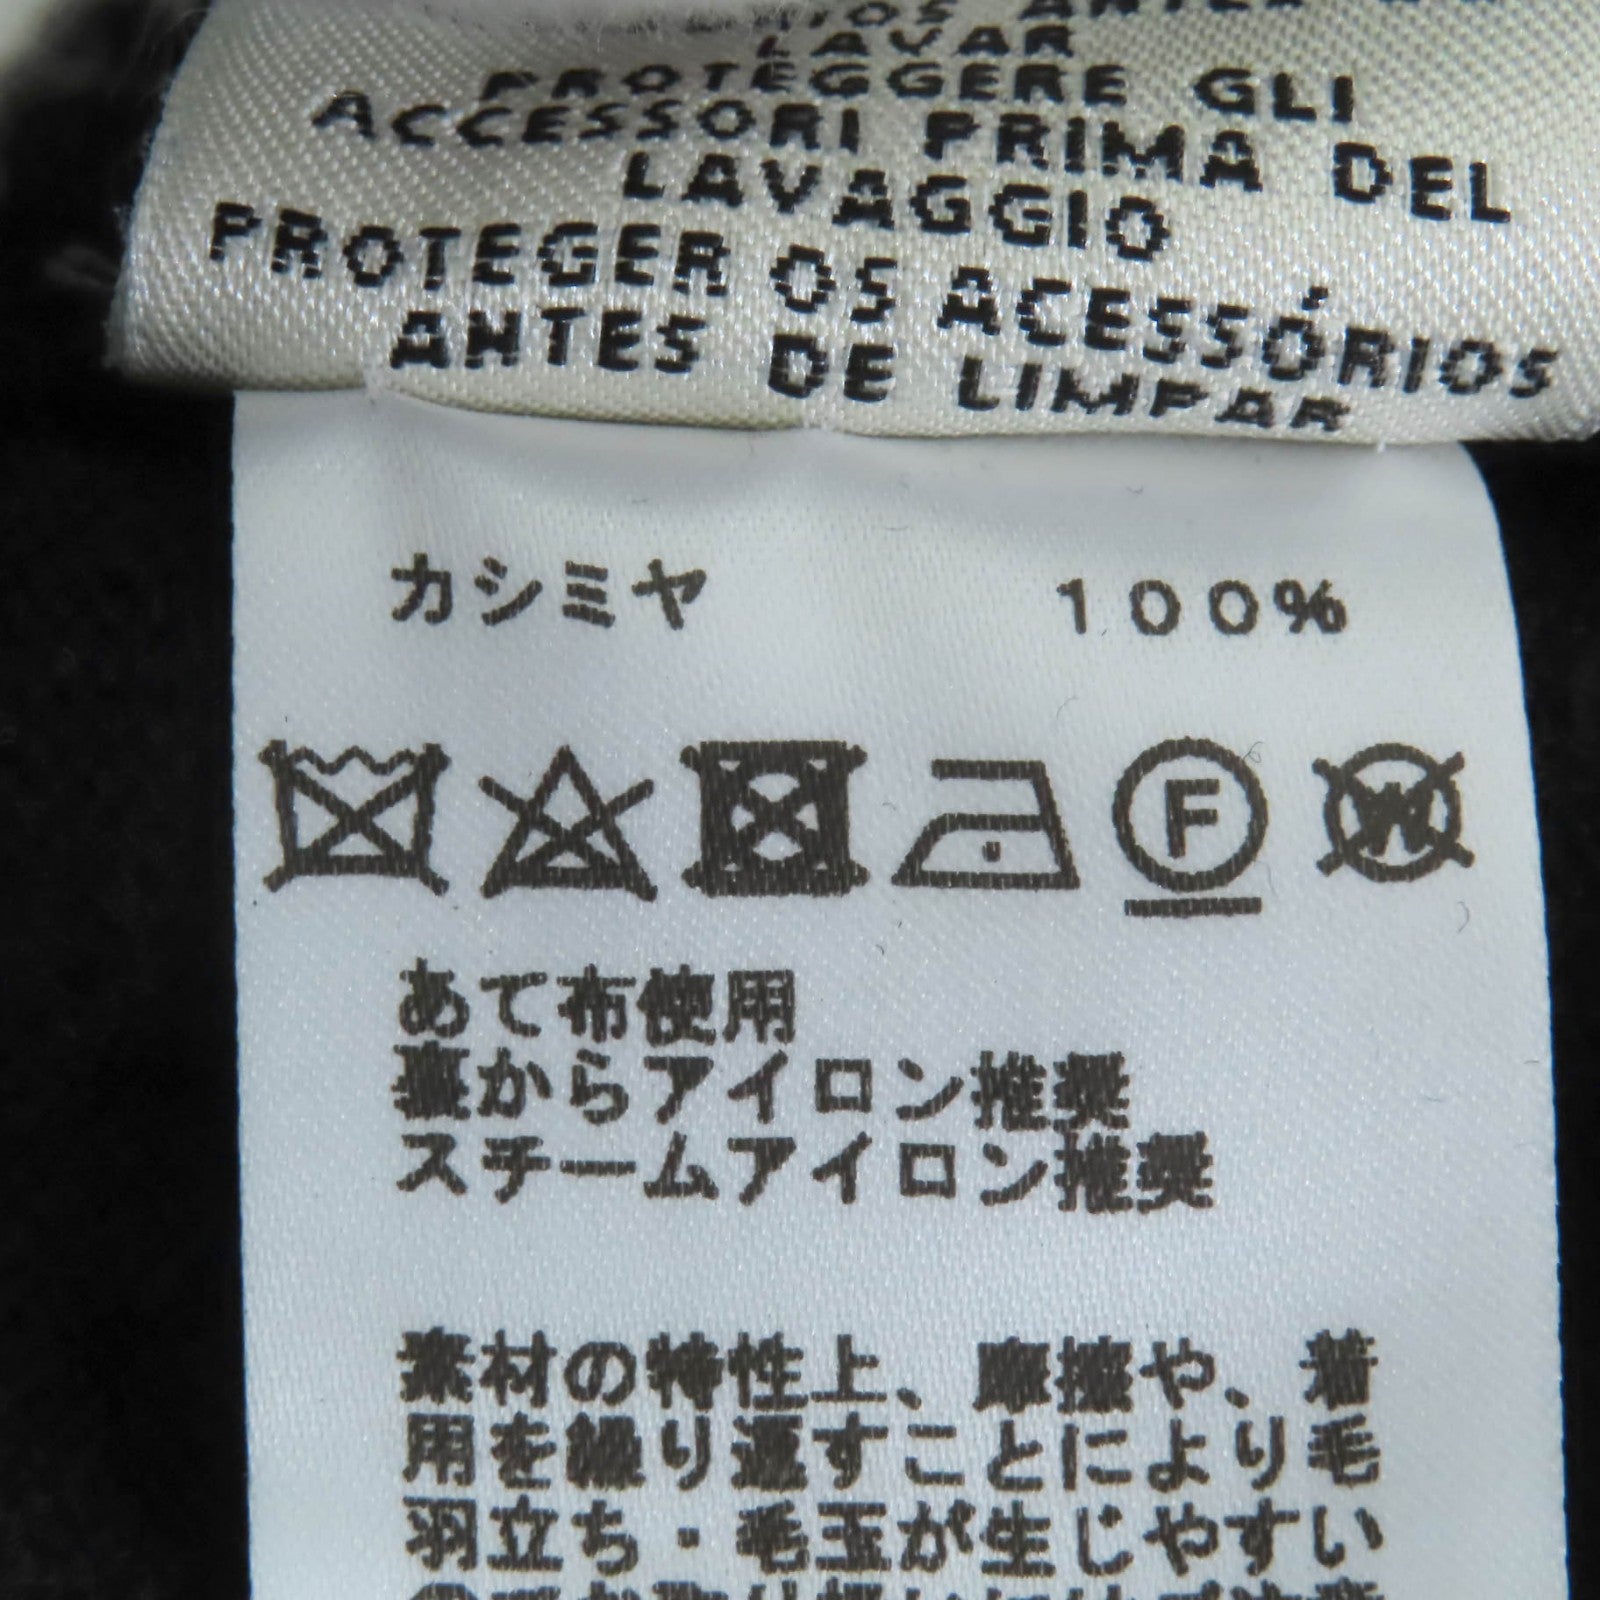 LAVAR
PROTEGGERE GLI
ACCESSORI PRIMA DEL
LAVAGGIO
PROTEGER OS ACESSÓRIOS
ANTES DE LIMPAR
カシミヤ 100%
F W
あて布使用
裏からアイロン推奨
スチームアイロン推奨
素材の特性上、摩擦や、着
用を繰り返すことにより毛
羽立ち・毛玉が生じやすい